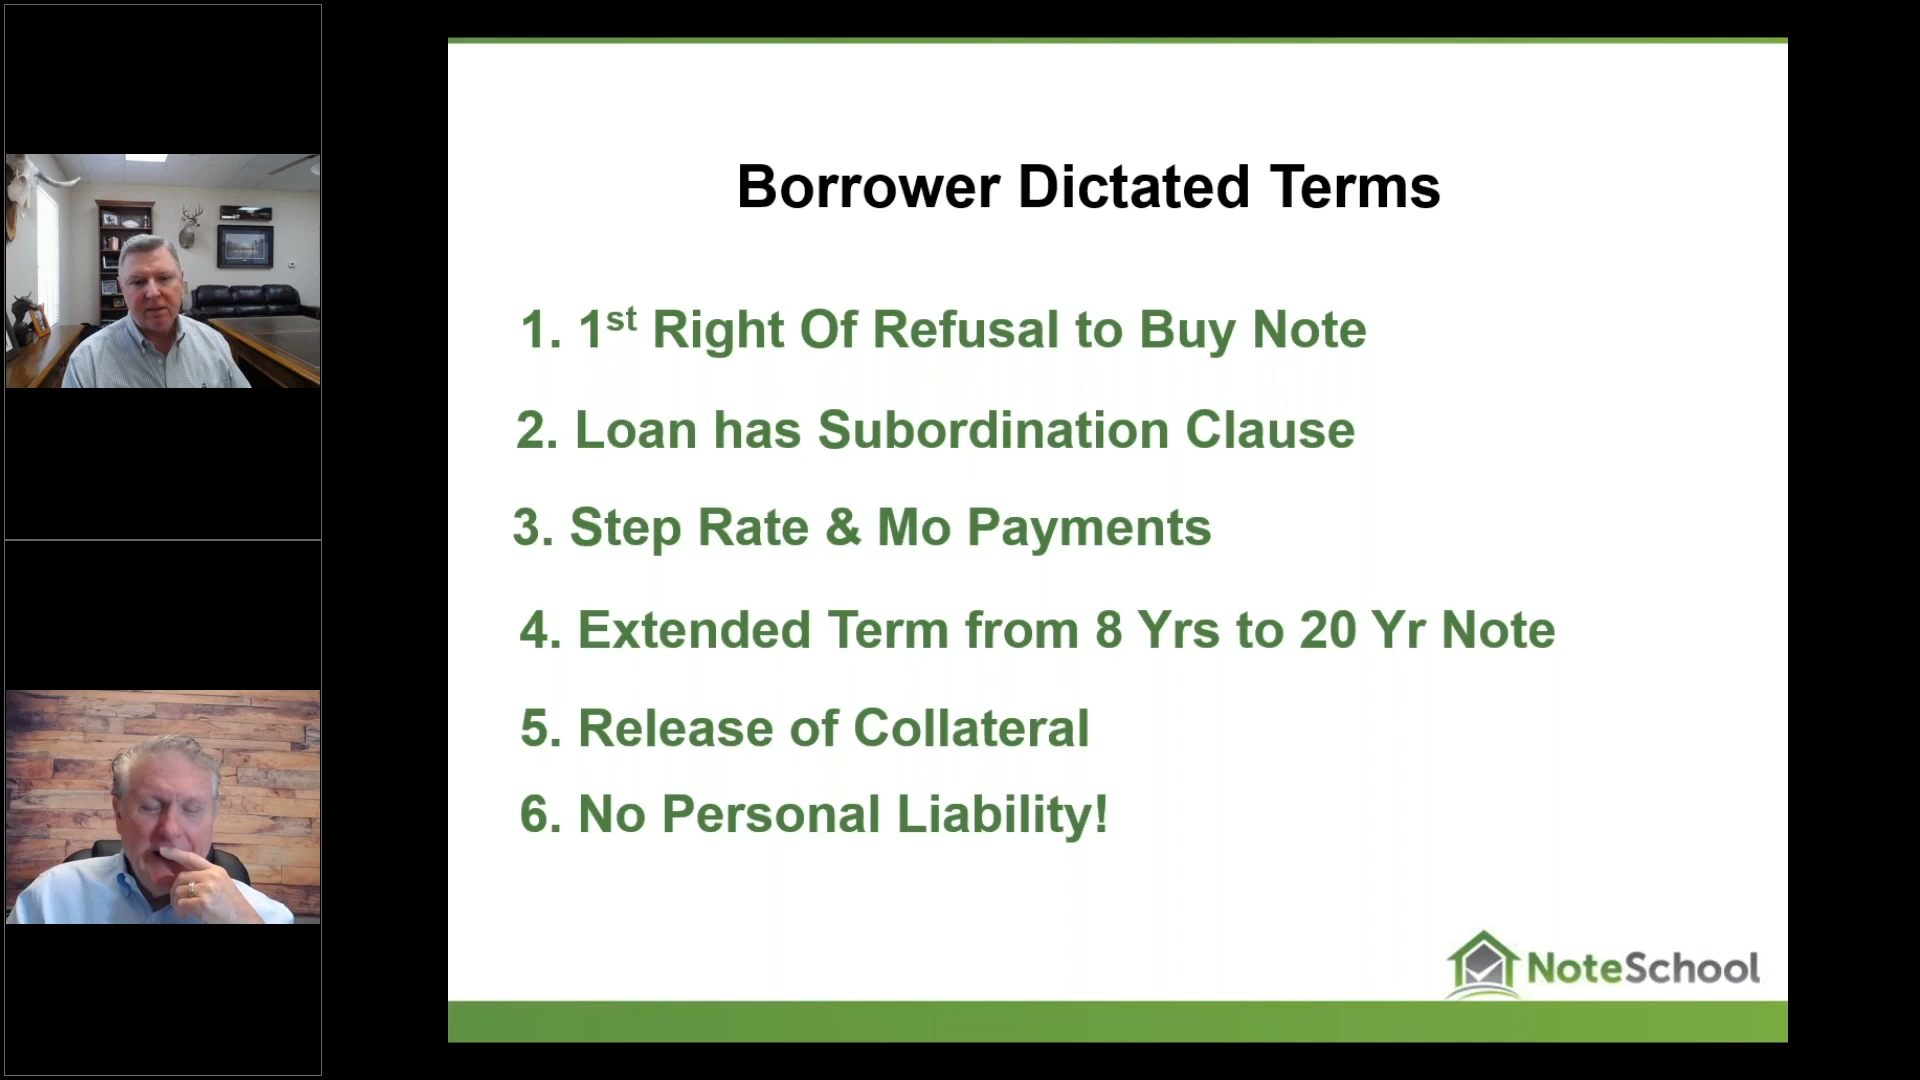 Borrower Dictated Terms
1. 1st Right Of Refusal to Buy Note
2. Loan has Subordination Clause
3. Step Rate & Mo Payments
4. Extended Term from 8 Yrs to 20 Yr Note
5. Release of Collateral
6. No Personal Liability!
NoteSchool